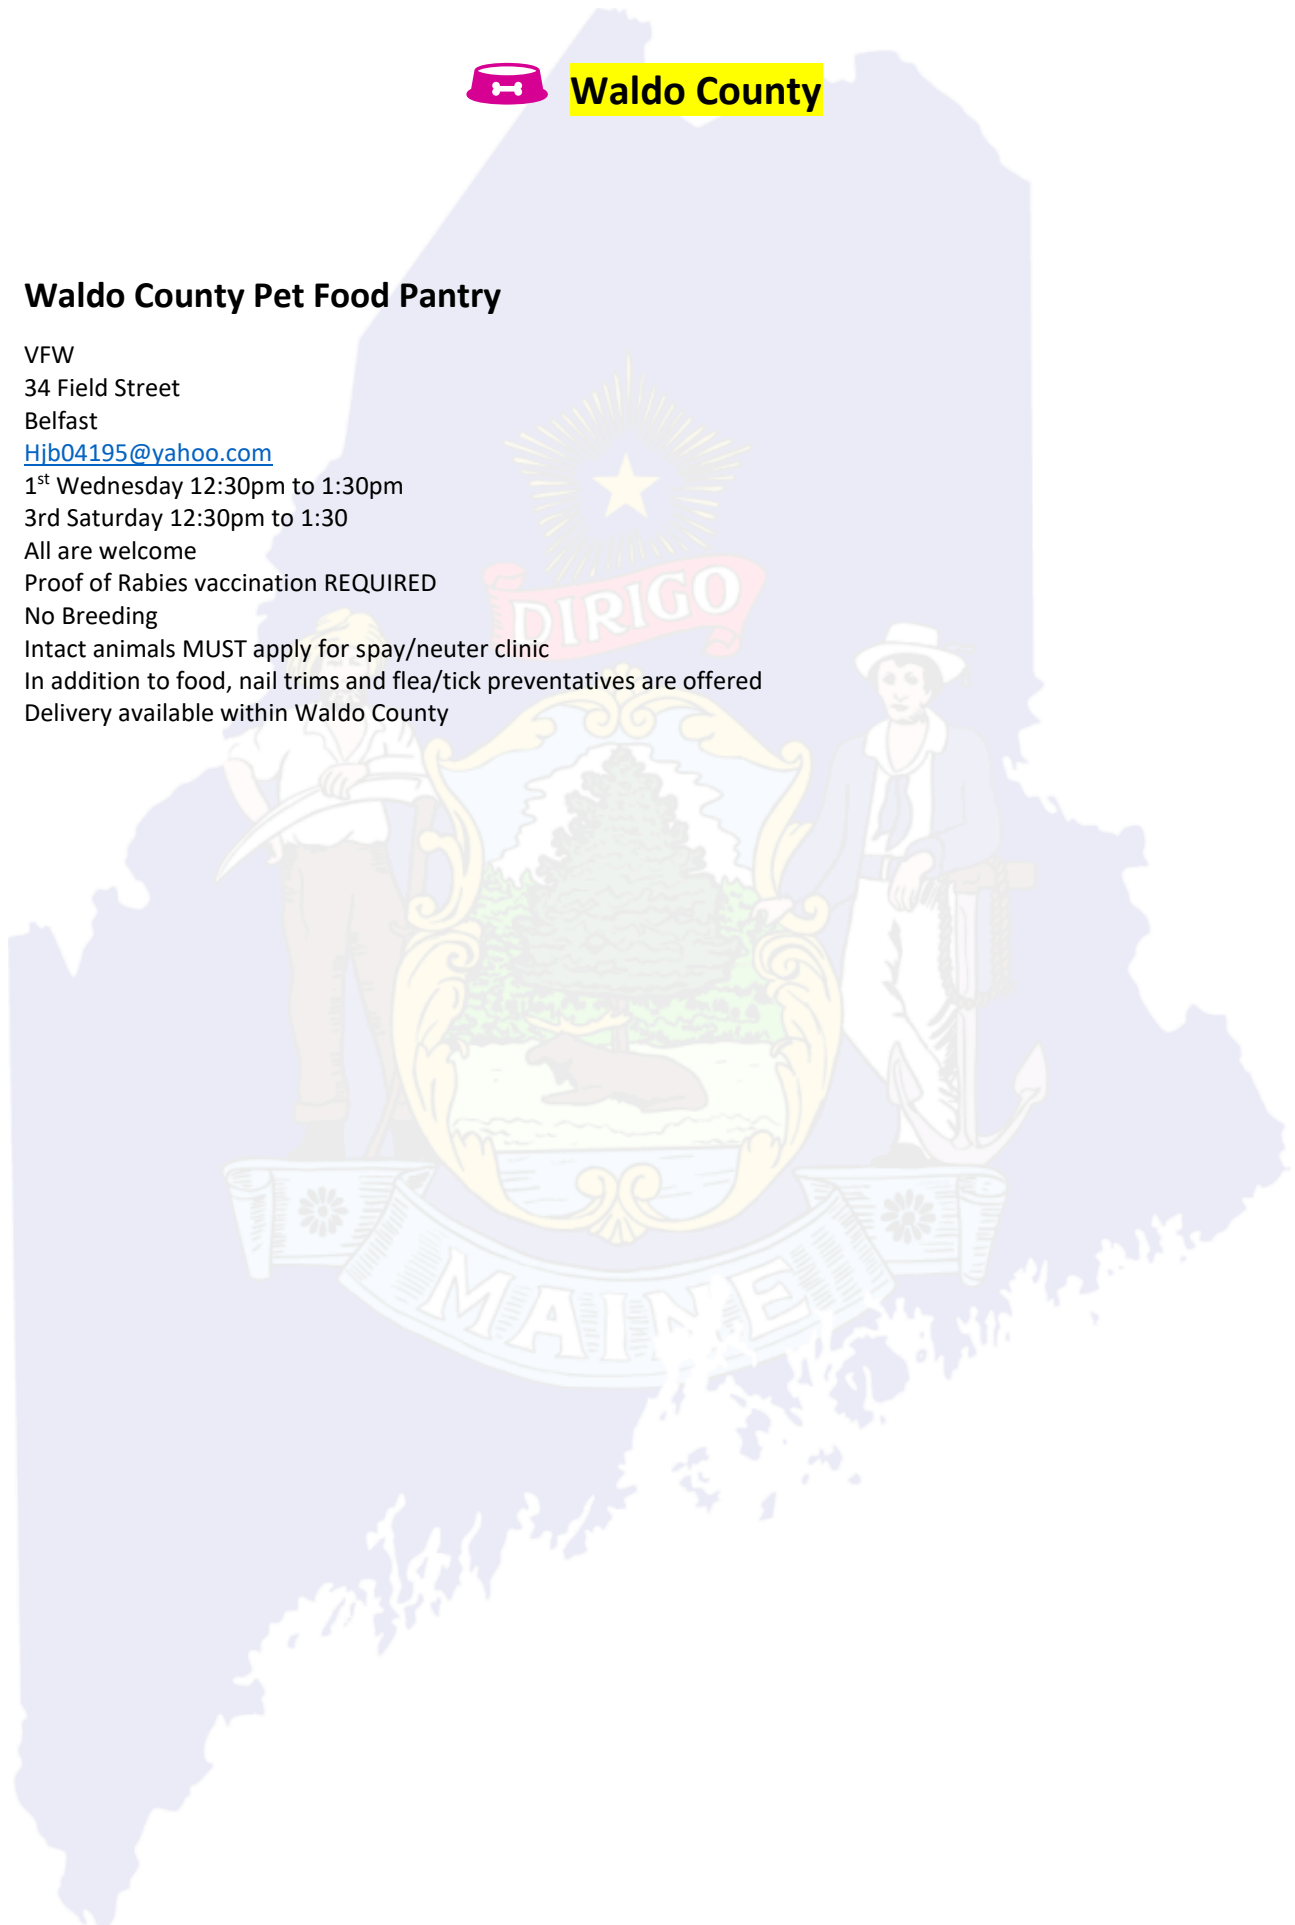 Waldo County
Waldo County Pet Food Pantry
VFW
34 Field Street
Belfast
Hjb04195@yahoo.com
1st Wednesday 12:30pm to 1:30pm
3rd Saturday 12:30pm to 1:30
All are welcome
Proof of Rabies vaccination REQUIRED
No Breeding
Intact animals MUST apply for spay/neuter clinic
In addition to food, nail trims and flea/tick preventatives are offered
Delivery available within Waldo County
DIRIGO
MAINE